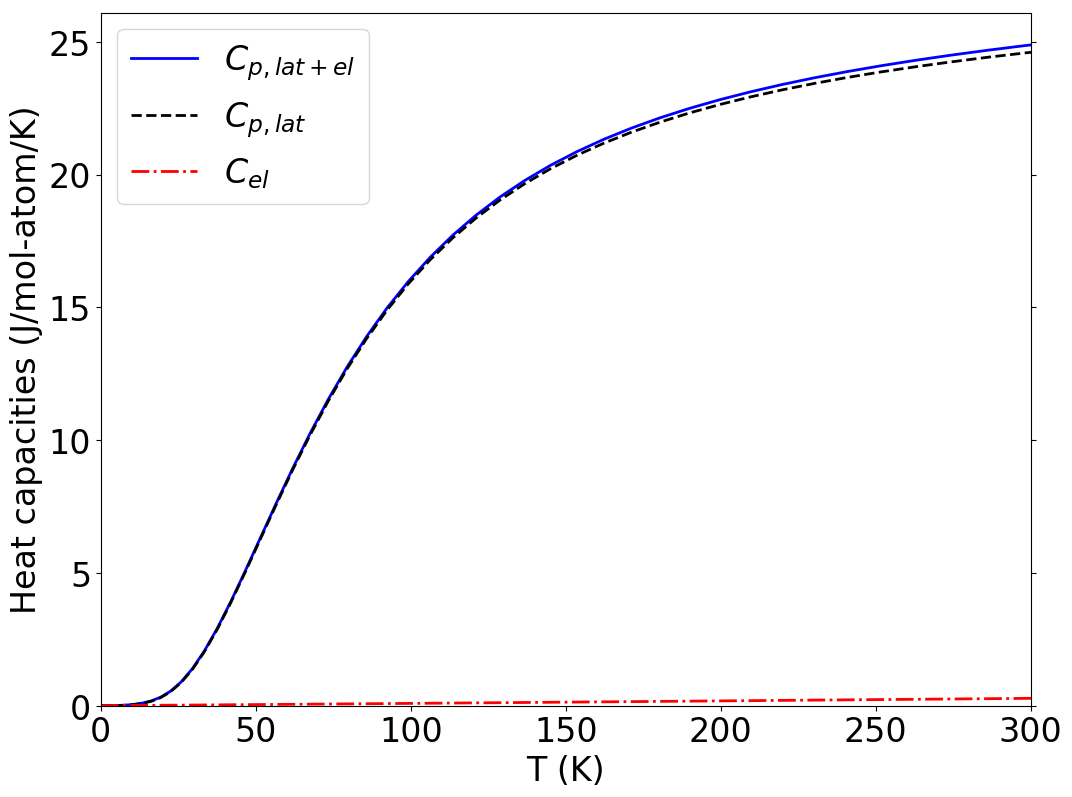 25
20
15
10
5
0
Heat capacities (J/mol-atom/K)
C_{p, lat+el}
C_{p, lat}
C_{el}
0 50 100 150 200 250 300
T (K)